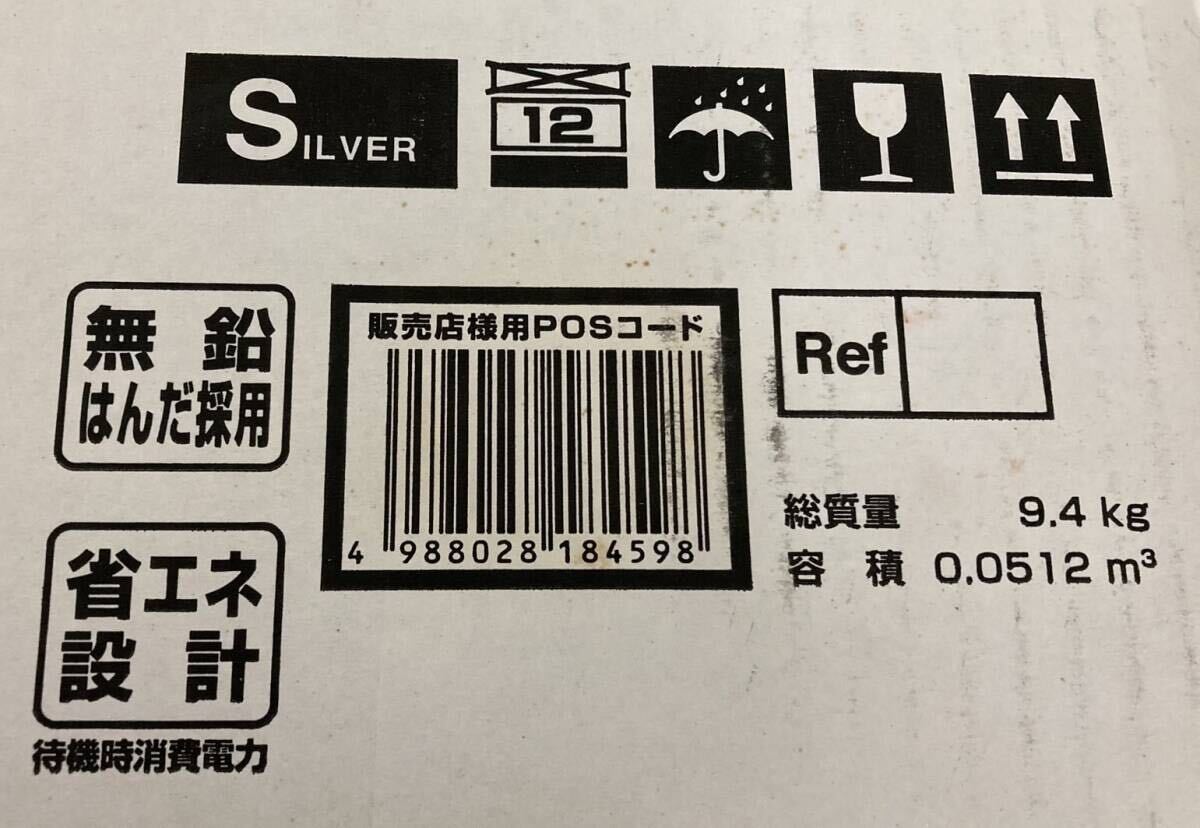 SILVER
12
無鉛
はんだ採用
販売店様用POSコード
4 988028 184598
Ref
総質量 9.4 kg
容積 0.0512 m³
省エネ
設計
待機時消費電力